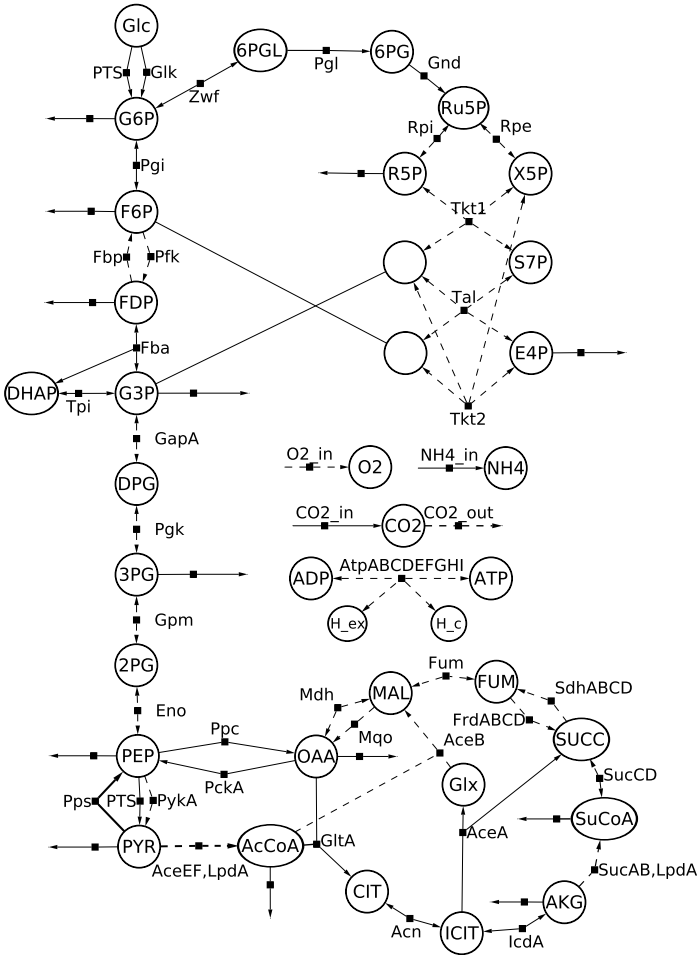 Glc
6PGL
6PG
Pgl
Gnd
PTS
Glk
Zwf
Ru5P
G6P
Rpi
Rpe
Pgi
R5P
X5P
F6P
Tkt1
Fbp
Pfk
S7P
FDP
Tal
Fba
E4P
DHAP
G3P
Tpi
Tkt2
GapA
O2_in
O2
NH4_in
NH4
DPG
CO2_in
CO2
CO2_out
Pgk
AtpABCDEFGHI
3PG
ADP
ATP
Gpm
H_ex
H_c
2PG
Fum
Mdh
MAL
FUM
SdhABCD
Eno
FrdABCD
Ppc
Mqo
AceB
SUCC
PEP
OAA
PckA
Glx
SucCD
Pps
PTS
PykA
SuCoA
AceA
PYR
AcCoA
GltA
AceEF,LpdA
SucAB,LpdA
CIT
AKG
Acn
ICIT
IcdA